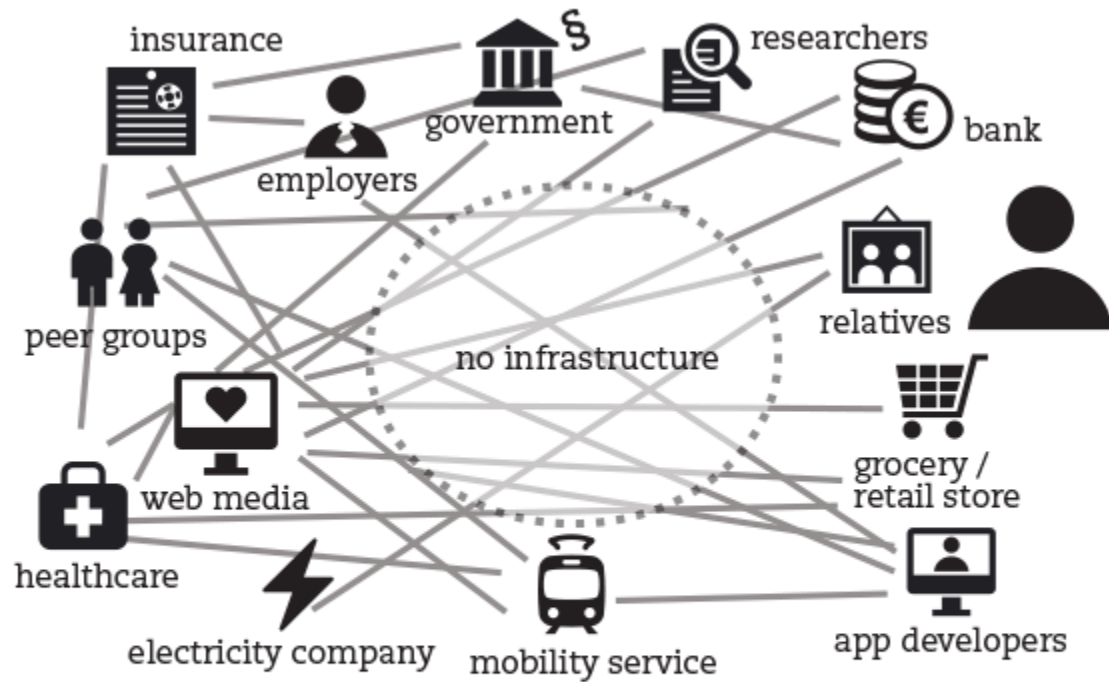 insurance
§
researchers
government
€
bank
employers
peer groups
relatives
no infrastructure
web media
grocery /
retail store
healthcare
electricity company
mobility service
app developers